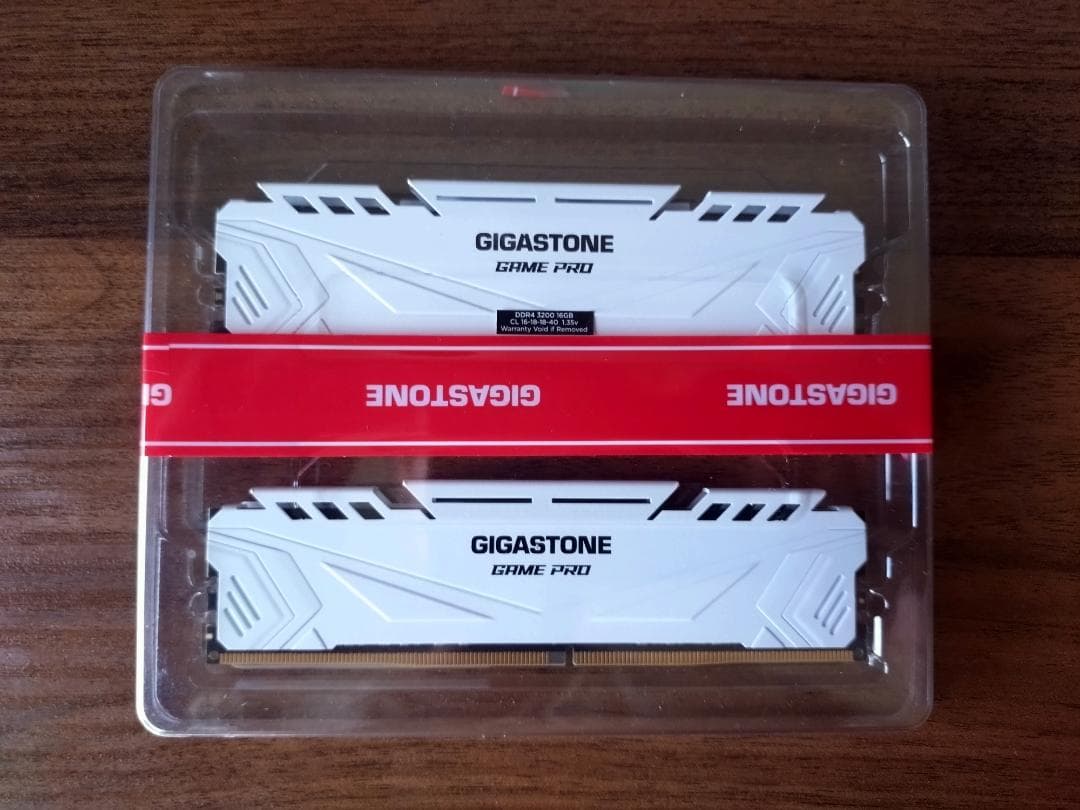 GIGASTONE
GAME PRO
DDR4 3200 16GB
CL 16-18-18-40 1.35v
Warranty Void if Removed
GI GIGASTONE GIGASTONE
GIGASTONE
GAME PRO